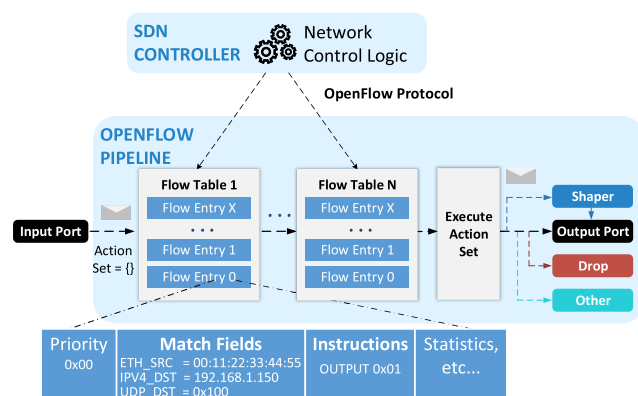 SDN
CONTROLLER
Network
Control Logic
OpenFlow Protocol
OPENFLOW
PIPELINE
Input Port
Action
Set = {}
Flow Table 1
Flow Entry X
• • •
Flow Entry 1
Flow Entry 0
• • •
Flow Table N
Flow Entry X
• • •
Flow Entry 1
Flow Entry 0
Execute
Action
Set
Shaper
Output Port
Drop
Other
Priority
0x00
Match Fields
ETH_SRC = 00:11:22:33:44:55
IPV4_DST = 192.168.1.150
UDP_DST = 0x100
Instructions
OUTPUT 0x01
Statistics,
etc...